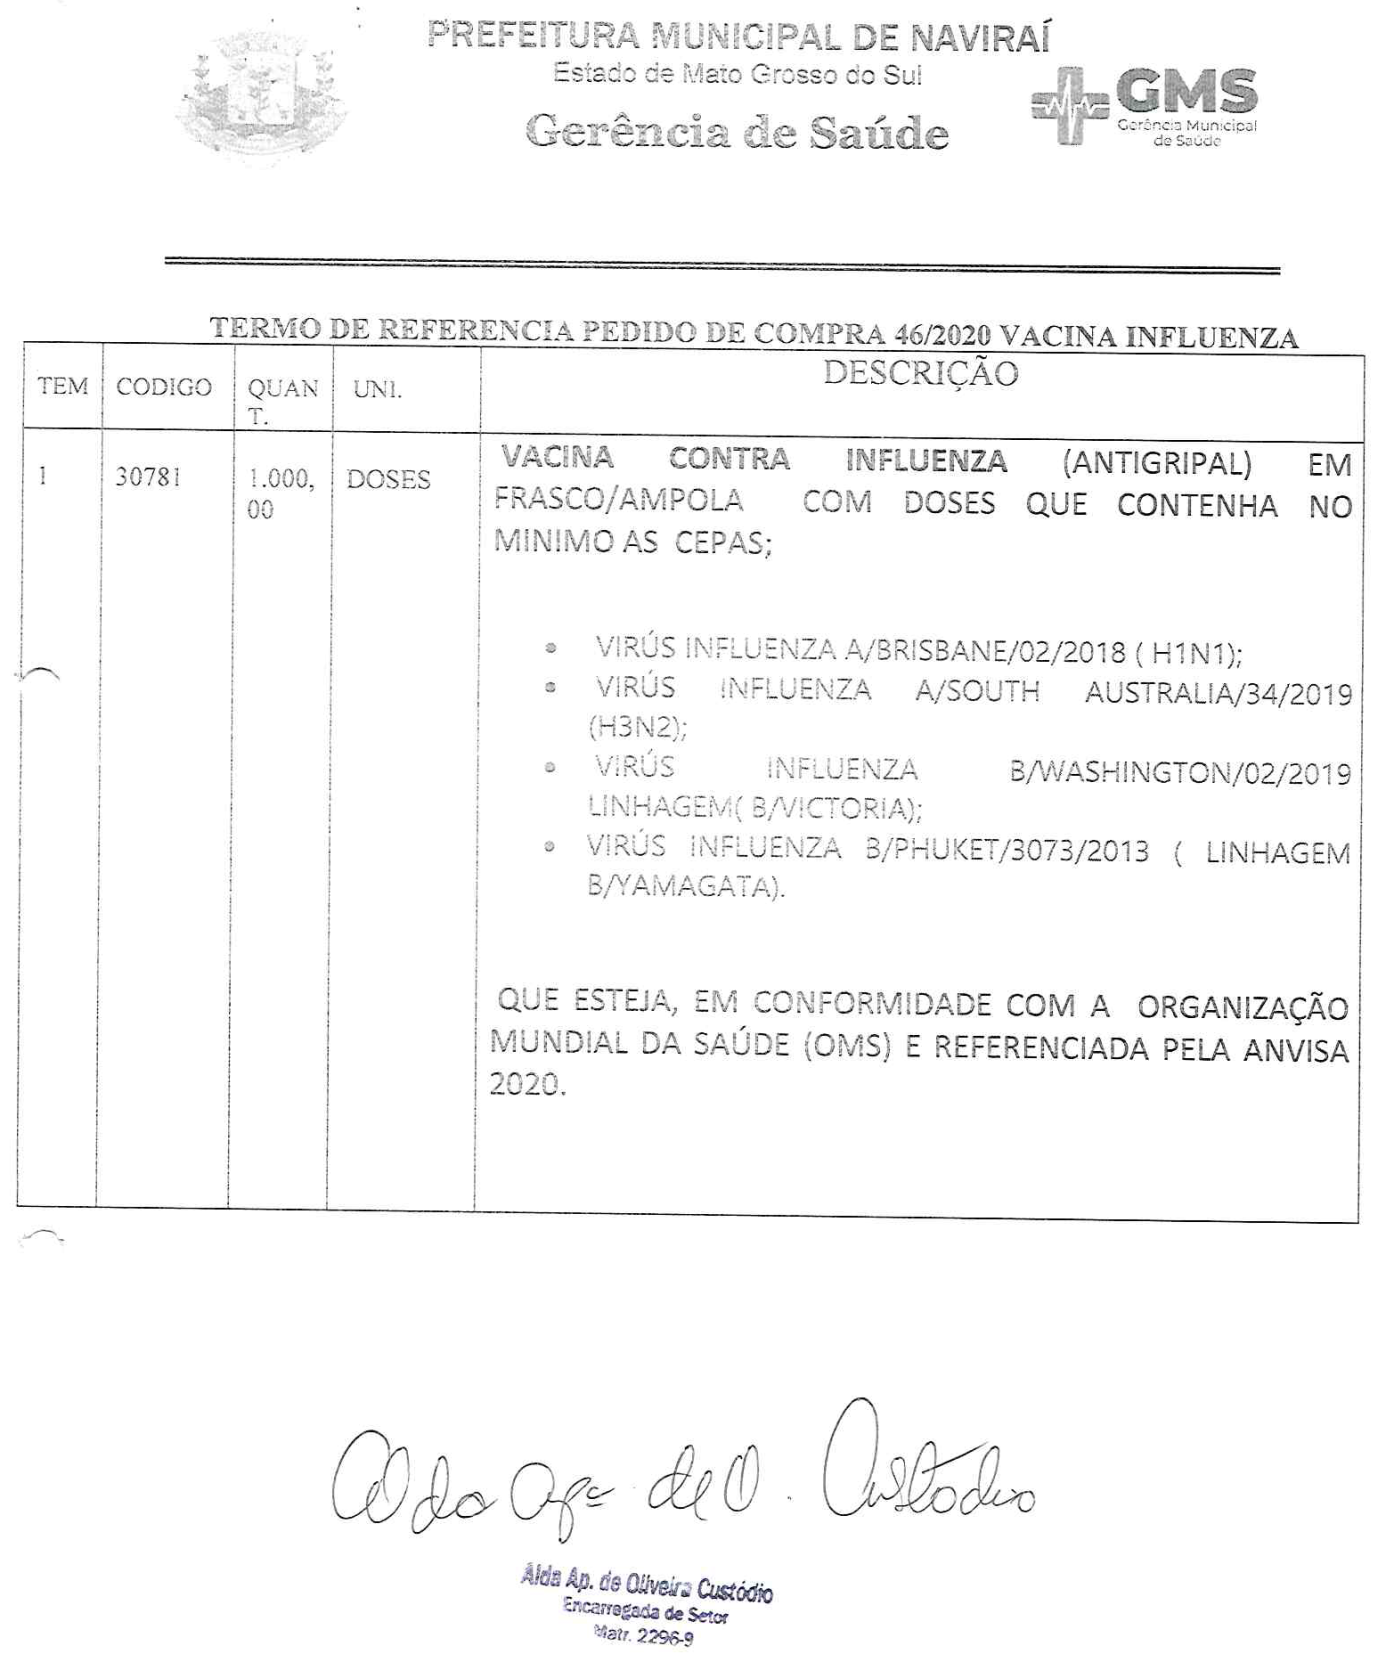 PREFEITURA MUNICIPAL DE NAVIRAÍ
Estado de Mato Grosso do Sul
Gerência de Saúde
GMS
Gerência Municipal
de Saúde
TERMO DE REFERENCIA PEDIDO DE COMPRA 46/2020 VACINA INFLUENZA
TEM CODIGO QUAN UNI. DESCRIÇÃO
T.
1 30781 1.000, DOSES VACINA CONTRA INFLUENZA (ANTIGRIPAL) EM
00 FRASCO/AMPOLA COM DOSES QUE CONTENHA NO
MINIMO AS CEPAS;
• VIRÚS INFLUENZA A/BRISBANE/02/2018 ( H1N1);
• VIRÚS INFLUENZA A/SOUTH AUSTRALIA/34/2019
(H3N2);
• VIRÚS INFLUENZA B/WASHINGTON/02/2019
LINHAGEM( B/VICTORIA);
• VIRÚS INFLUENZA B/PHUKET/3073/2013 ( LINHAGEM
B/YAMAGATA).
QUE ESTEJA, EM CONFORMIDADE COM A ORGANIZAÇÃO
MUNDIAL DA SAÚDE (OMS) E REFERENCIADA PELA ANVISA
2020.
Alda Apª de O. Custódio
Alda Ap. de Oliveira Custódio
Encarregada de Setor
Matr. 2296-9